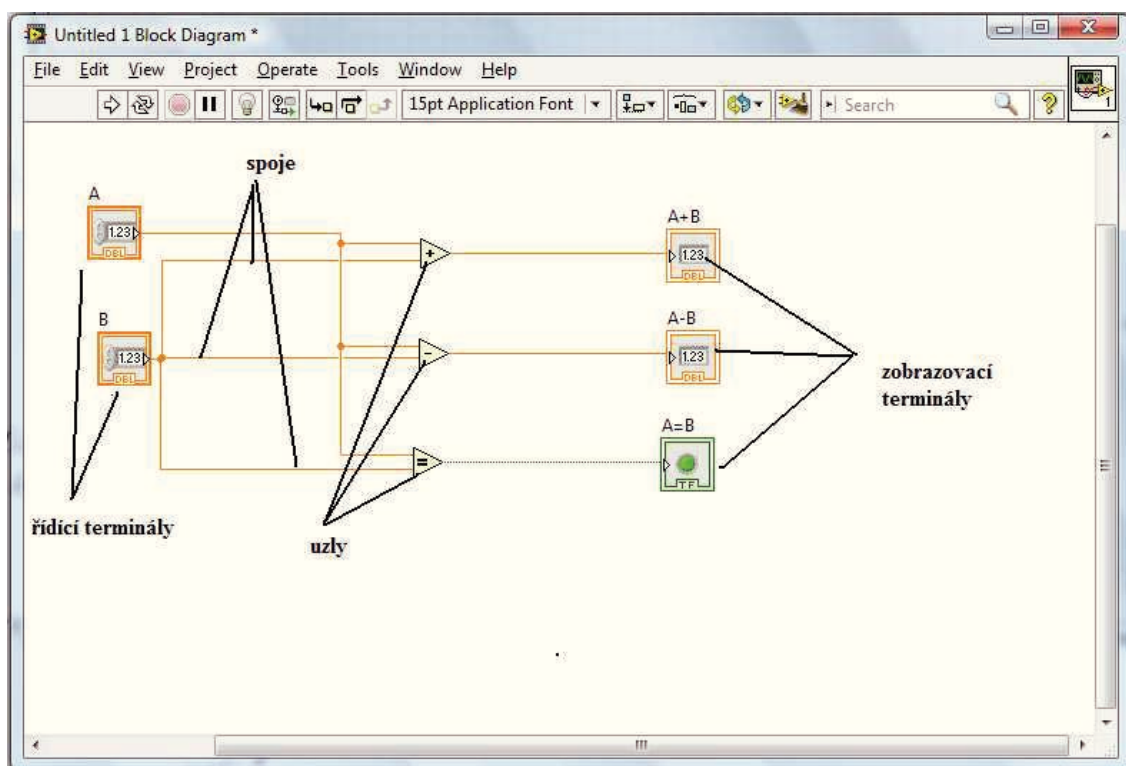 Untitled 1 Block Diagram *
File Edit View Project Operate Tools Window Help
15pt Application Font
Search
?
1
spoje
A
1.23
DBL
A+B
1.23
DBL
+
B
1.23
DBL
A-B
1.23
DBL
-
zobrazovací
terminály
A=B
TF
=
řídící terminály
uzly